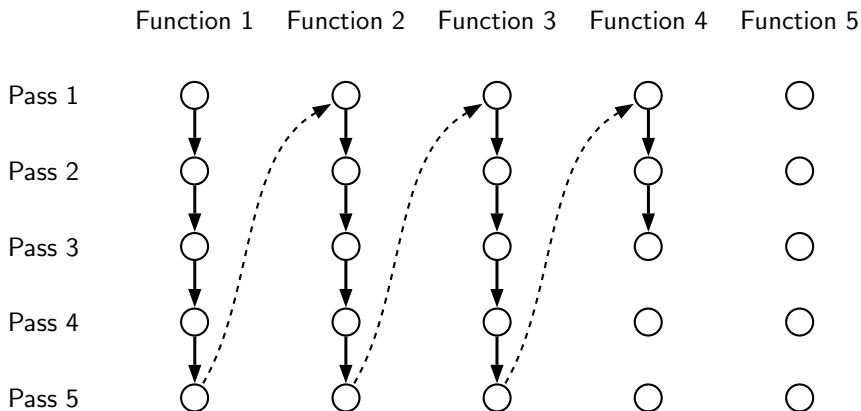 Function 1 Function 2 Function 3 Function 4 Function 5
Pass 1
Pass 2
Pass 3
Pass 4
Pass 5